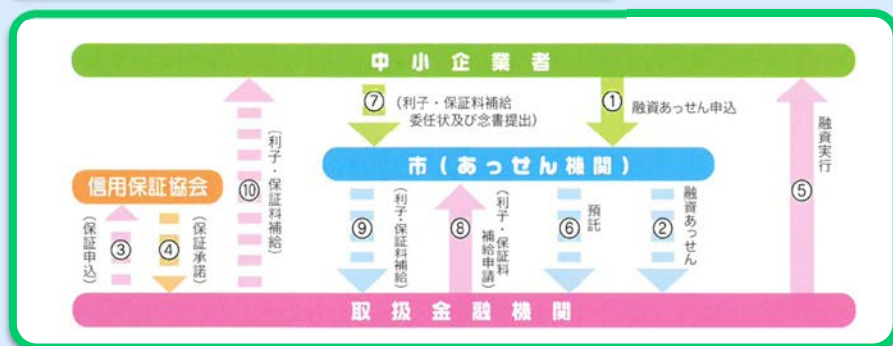 中小企業者
⑦
(利子・保証料補給
委任状及び念書提出)
①
融資あっせん申込
市(あっせん機関)
信用保証協会
③
(保証申込)
④
(保証承諾)
⑩
(利子・保証料補給)
⑨
(利子・保証料補給)
⑧
(利子・保証料
補給申請)
⑥
預託
②
融資あっせん
⑤
融資実行
取扱金融機関